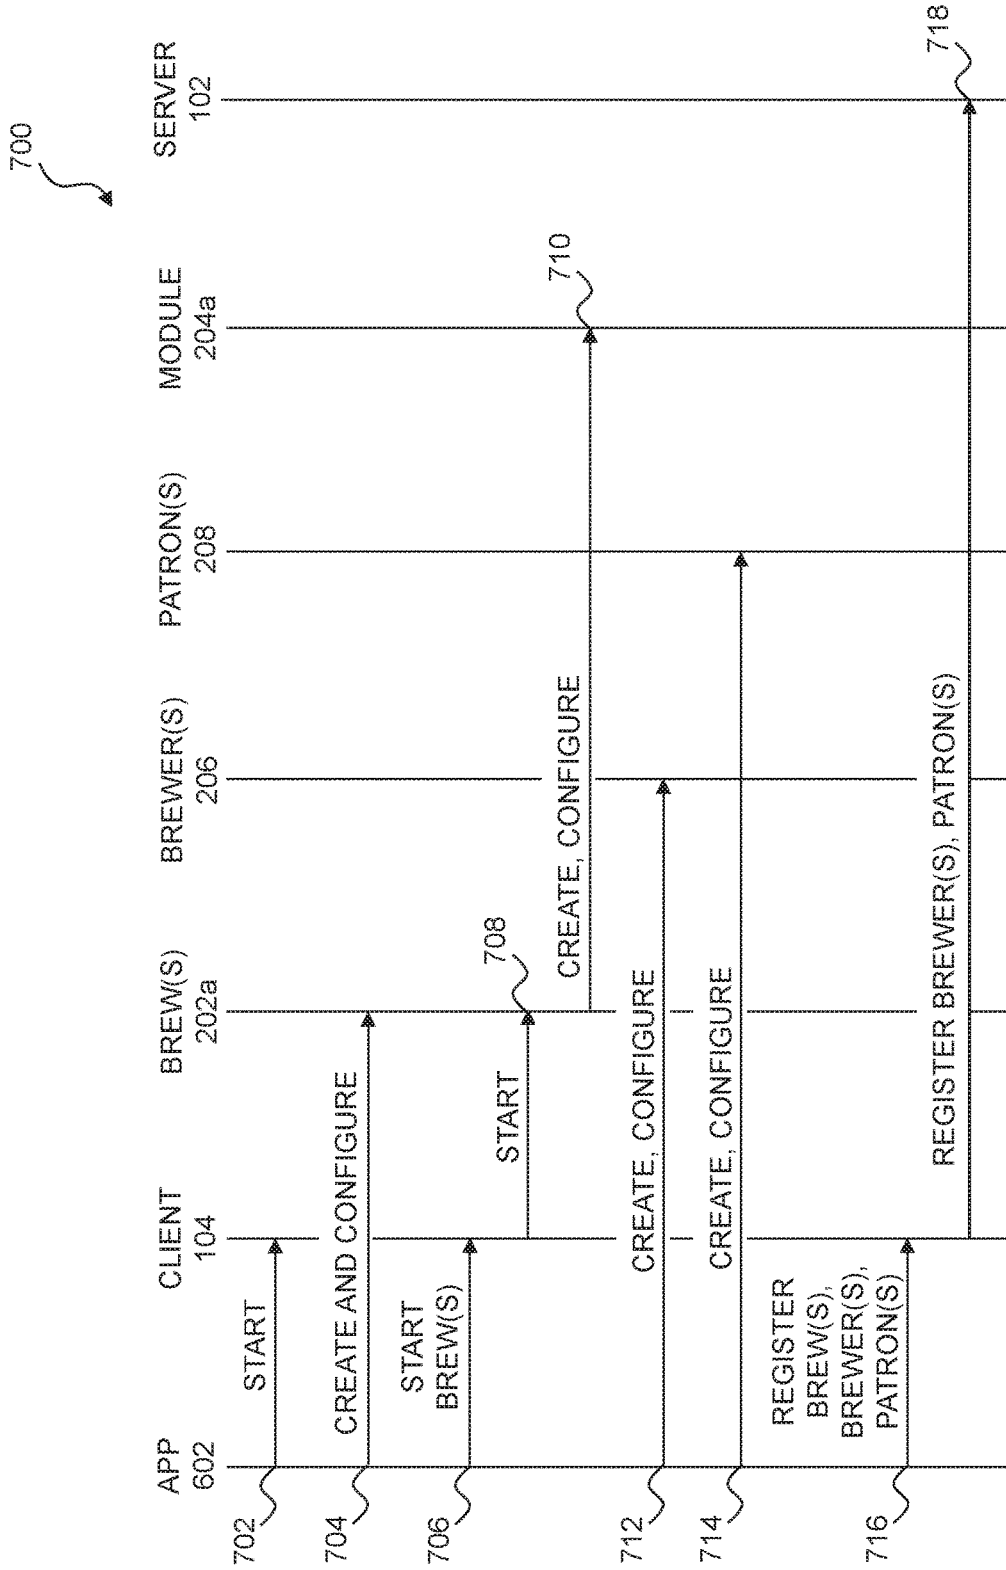 700
APP
602
CLIENT
104
BREW(S)
202a
BREWER(S)
206
PATRON(S)
208
MODULE
204a
SERVER
102
702
START
704
CREATE AND CONFIGURE
706
START
BREW(S)
START
708
CREATE, CONFIGURE
710
712
CREATE, CONFIGURE
714
CREATE, CONFIGURE
716
REGISTER
BREW(S),
BREWER(S),
PATRON(S)
REGISTER BREWER(S), PATRON(S)
718